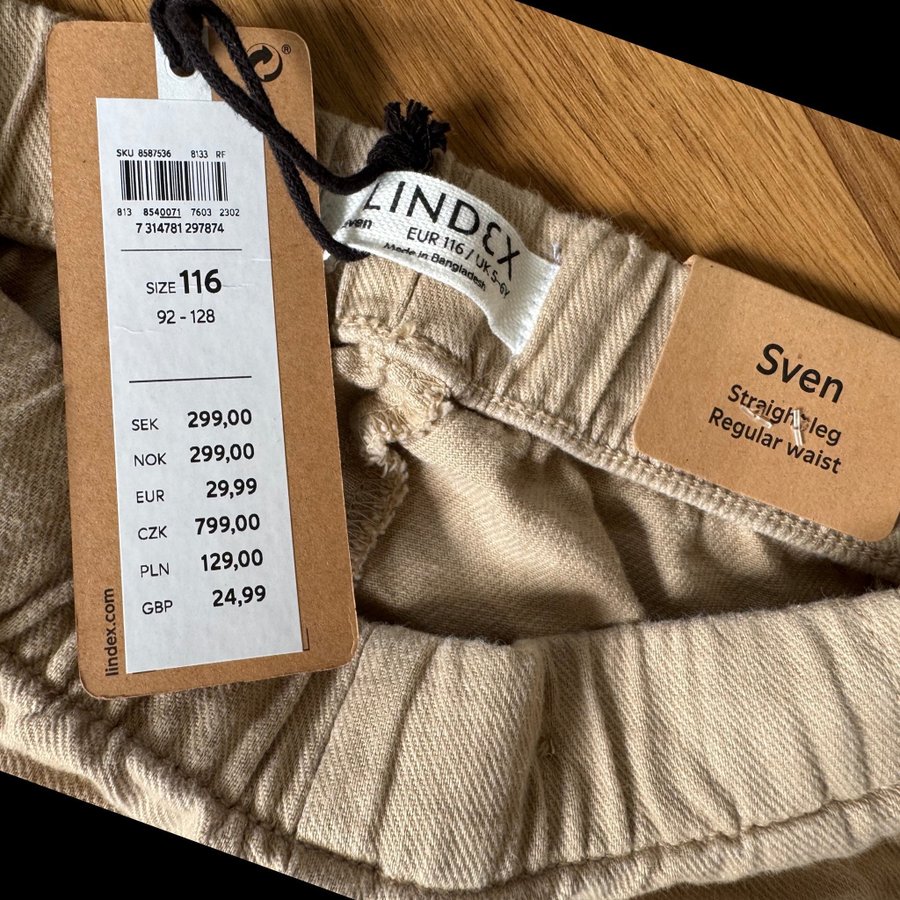 SKU 8587536 8133 RF
813 8540071 7603 2302
7 314781 297874
SIZE 116
92 - 128
SEK 299,00
NOK 299,00
EUR 29,99
CZK 799,00
PLN 129,00
GBP 24,99
lindex.com
®
LINDEX
EUR 116 / UK 5-6Y
Made in Bangladesh
Sven
Straight leg
Regular waist